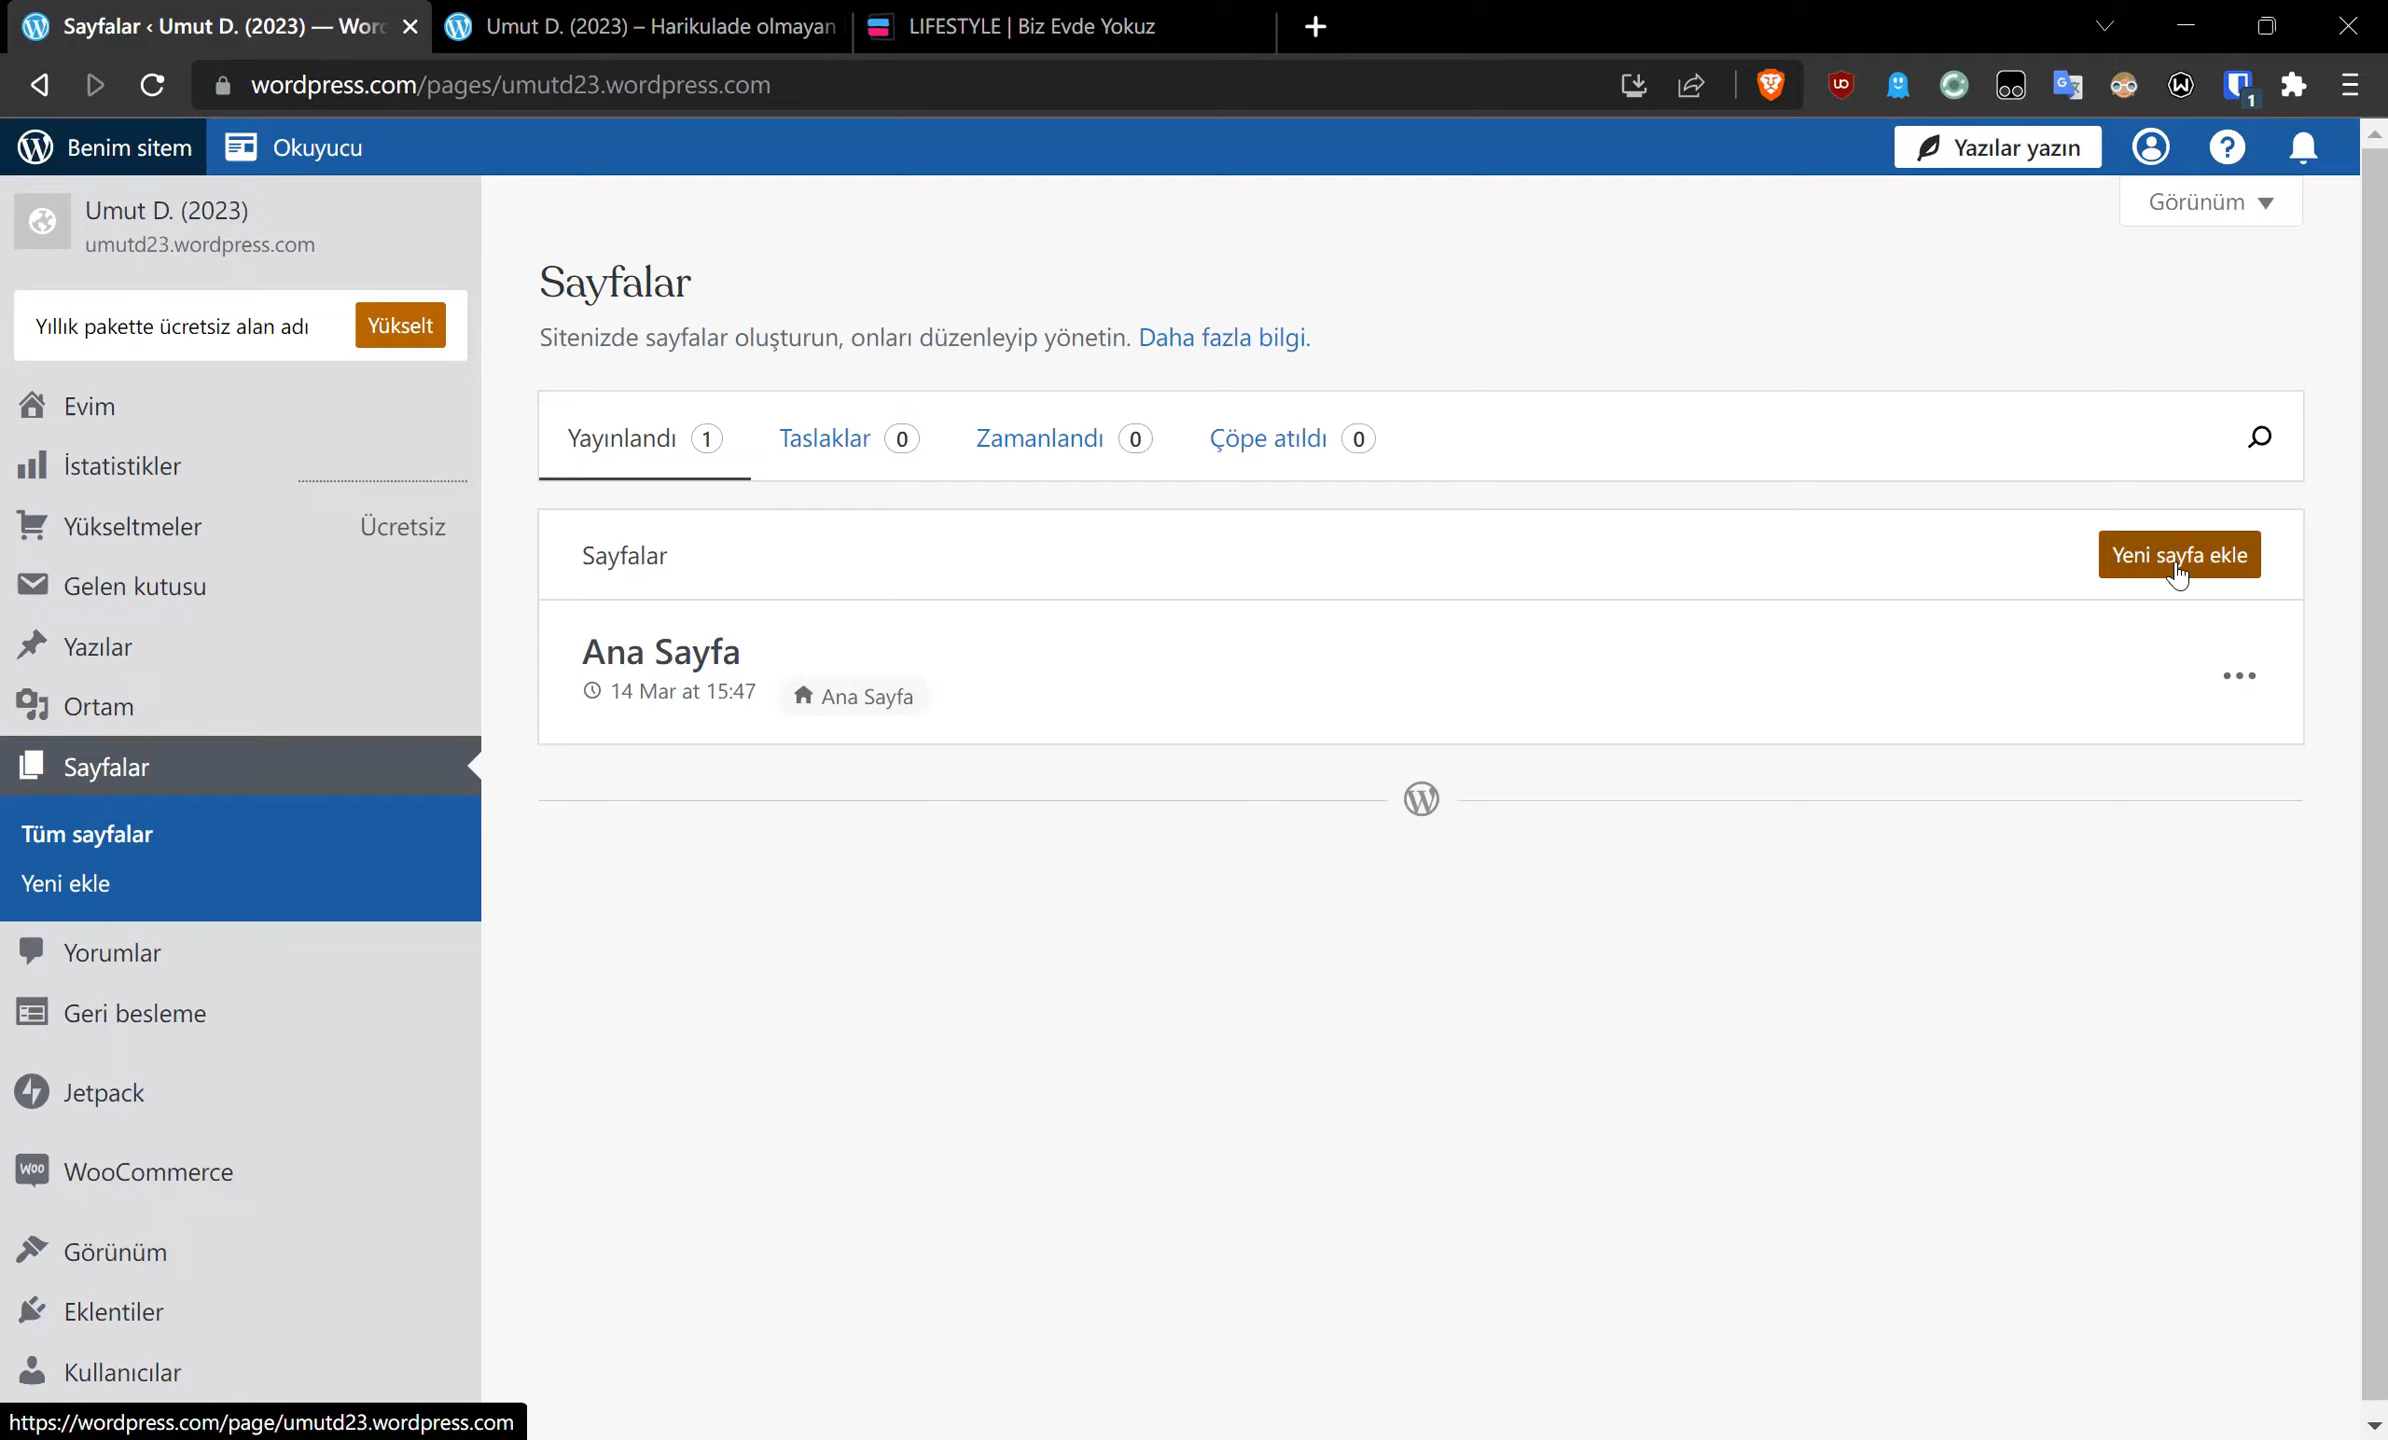 Sayfalar ‹ Umut D. (2023) — Word
Umut D. (2023) – Harikulade olmayan
LIFESTYLE | Biz Evde Yokuz
wordpress.com/pages/umutd23.wordpress.com
1
Benim sitem
Okuyucu
Yazılar yazın
Umut D. (2023)
umutd23.wordpress.com
Görünüm
Yıllık pakette ücretsiz alan adı
Yükselt
Evim
İstatistikler
Yükseltmeler
Ücretsiz
Gelen kutusu
Yazılar
Ortam
Sayfalar
Tüm sayfalar
Yeni ekle
Yorumlar
Geri besleme
Jetpack
WooCommerce
Görünüm
Eklentiler
Kullanıcılar
Sayfalar
Sitenizde sayfalar oluşturun, onları düzenleyip yönetin. Daha fazla bilgi.
Yayınlandı 1
Taslaklar 0
Zamanlandı 0
Çöpe atıldı 0
Sayfalar
Yeni sayfa ekle
Ana Sayfa
14 Mar at 15:47
Ana Sayfa
https://wordpress.com/page/umutd23.wordpress.com